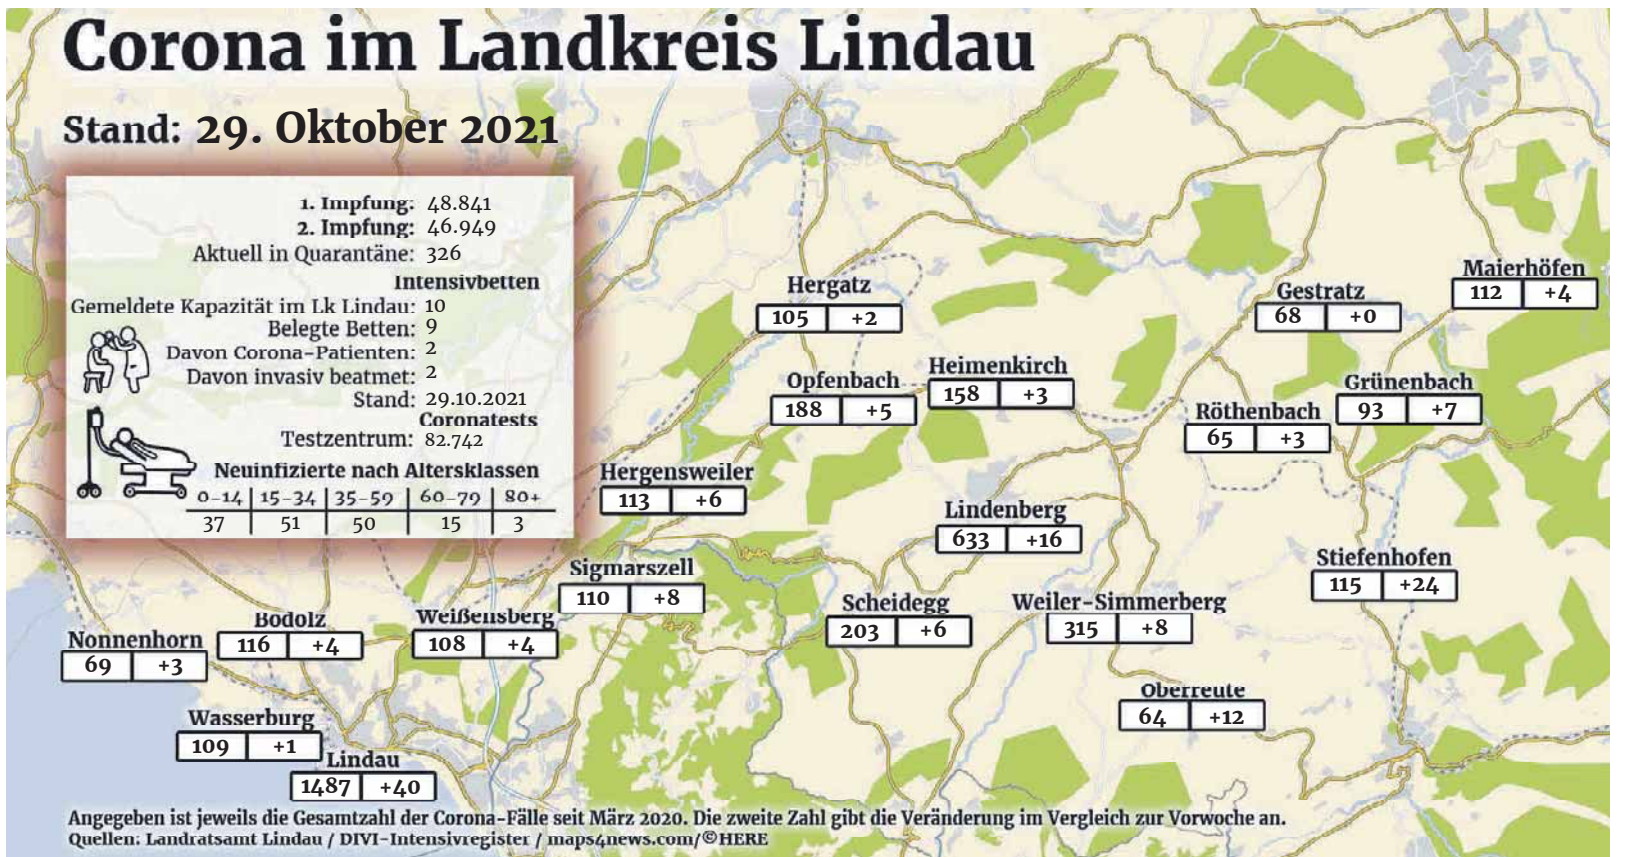 Corona im Landkreis Lindau
Stand: 29. Oktober 2021
1. Impfung: 48.841
2. Impfung: 46.949
Aktuell in Quarantäne: 326
Intensivbetten
Gemeldete Kapazität im Lk Lindau: 10
Belegte Betten: 9
Davon Corona-Patienten: 2
Davon invasiv beatmet: 2
Stand: 29.10.2021
Coronatests
Testzentrum: 82.742
Neuinfizierte nach Altersklassen
0-14 15-34 35-59 60-79 80+
37 51 50 15 3
Hergatz
105 +2
Maierhöfen
112 +4
Gestratz
68 +0
Opfenbach
188 +5
Heimenkirch
158 +3
Grünenbach
93 +7
Röthenbach
65 +3
Hergensweiler
113 +6
Lindenberg
633 +16
Stiefenhofen
115 +24
Sigmarszell
110 +8
Scheidegg
203 +6
Weiler-Simmerberg
315 +8
Weißensberg
108 +4
Bodolz
116 +4
Nonnenhorn
69 +3
Oberreute
64 +12
Wasserburg
109 +1
Lindau
1487 +40
Angegeben ist jeweils die Gesamtzahl der Corona-Fälle seit März 2020. Die zweite Zahl gibt die Veränderung im Vergleich zur Vorwoche an.
Quellen: Landratsamt Lindau / DIVI-Intensivregister / maps4news.com/©HERE